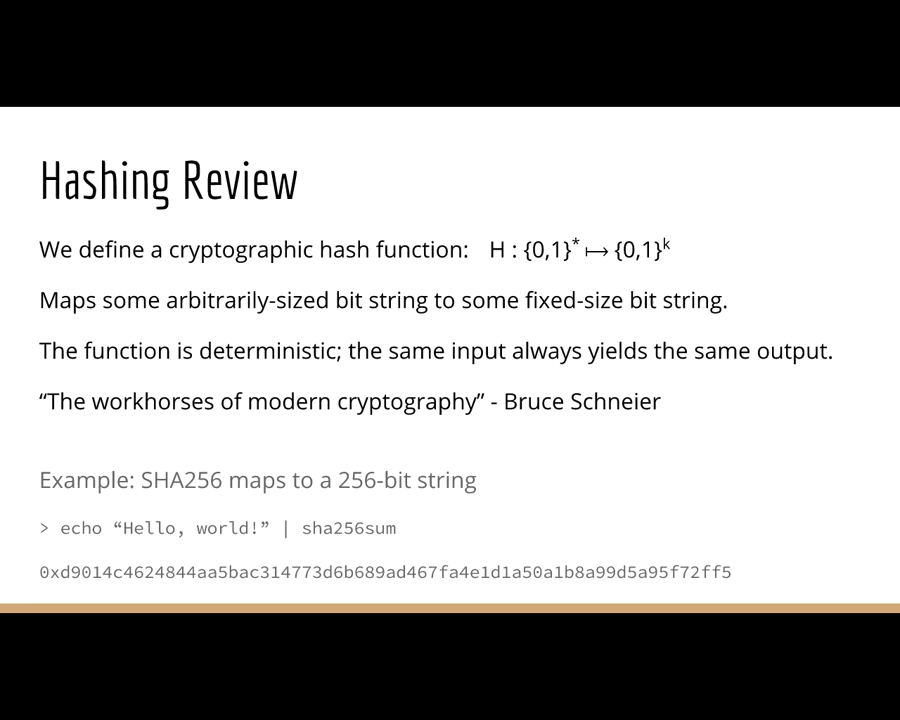 Hashing Review
We define a cryptographic hash function: H : {0,1}* ↦ {0,1}ᵏ
Maps some arbitrarily-sized bit string to some fixed-size bit string.
The function is deterministic; the same input always yields the same output.
“The workhorses of modern cryptography” - Bruce Schneier
Example: SHA256 maps to a 256-bit string
> echo “Hello, world!” | sha256sum
0xd9014c4624844aa5bac314773d6b689ad467fa4e1d1a50a1b8a99d5a95f72ff5